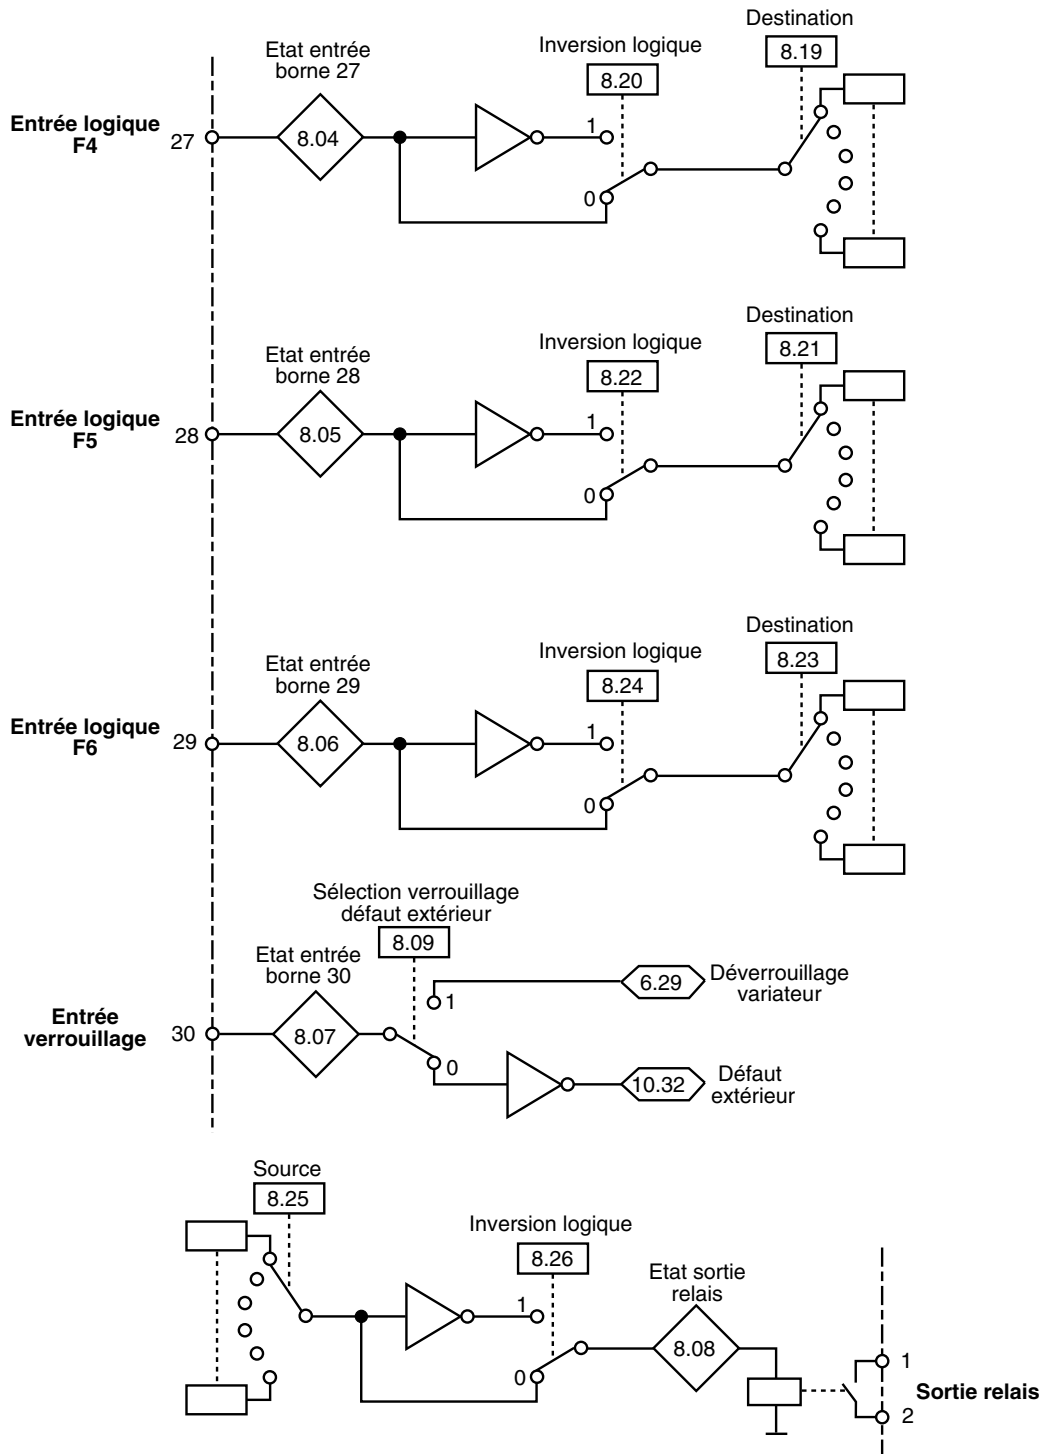 Destination
8.19
Inversion logique
8.20
Etat entrée
borne 27
Entrée logique
F4
27
8.04
1
0
Destination
8.21
Inversion logique
8.22
Etat entrée
borne 28
Entrée logique
F5
28
8.05
1
0
Destination
8.23
Inversion logique
8.24
Etat entrée
borne 29
Entrée logique
F6
29
8.06
1
0
Sélection verrouillage
défaut extérieur
8.09
Etat entrée
borne 30
Entrée
verrouillage
30
8.07
1
0
6.29
Déverrouillage
variateur
10.32
Défaut
extérieur
Source
8.25
Inversion logique
8.26
1
0
Etat sortie
relais
8.08
1
Sortie relais
2